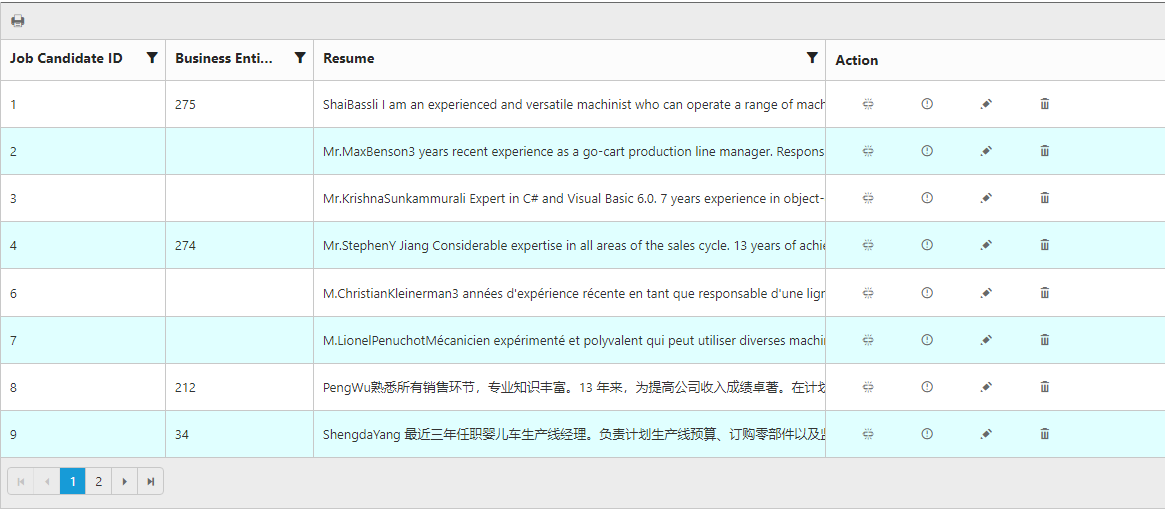 Job Candidate ID Business Enti... Resume Action
1 275 ShaiBassli I am an experienced and versatile machinist who can operate a range of mach
2 Mr.MaxBenson3 years recent experience as a go-cart production line manager. Respons
3 Mr.KrishnaSunkammurali Expert in C# and Visual Basic 6.0. 7 years experience in object-
4 274 Mr.StephenY Jiang Considerable expertise in all areas of the sales cycle. 13 years of achie
6 M.ChristianKleinerman3 années d'expérience récente en tant que responsable d'une lign
7 M.LionelPenuchotMécanicien expérimenté et polyvalent qui peut utiliser diverses machi
8 212 PengWu熟悉所有销售环节，专业知识丰富。13 年来，为提高公司收入成绩卓著。在计划
9 34 ShengdaYang 最近三年任职婴儿车生产线经理。负责计划生产线预算、订购零部件以及监
1 2